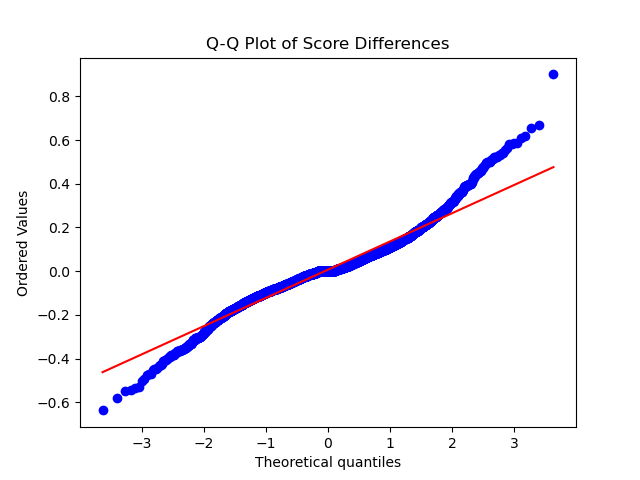 Q-Q Plot of Score Differences
0.8
0.6
0.4
0.2
0.0
−0.2
−0.4
−0.6
Ordered Values
−3 −2 −1 0 1 2 3
Theoretical quantiles